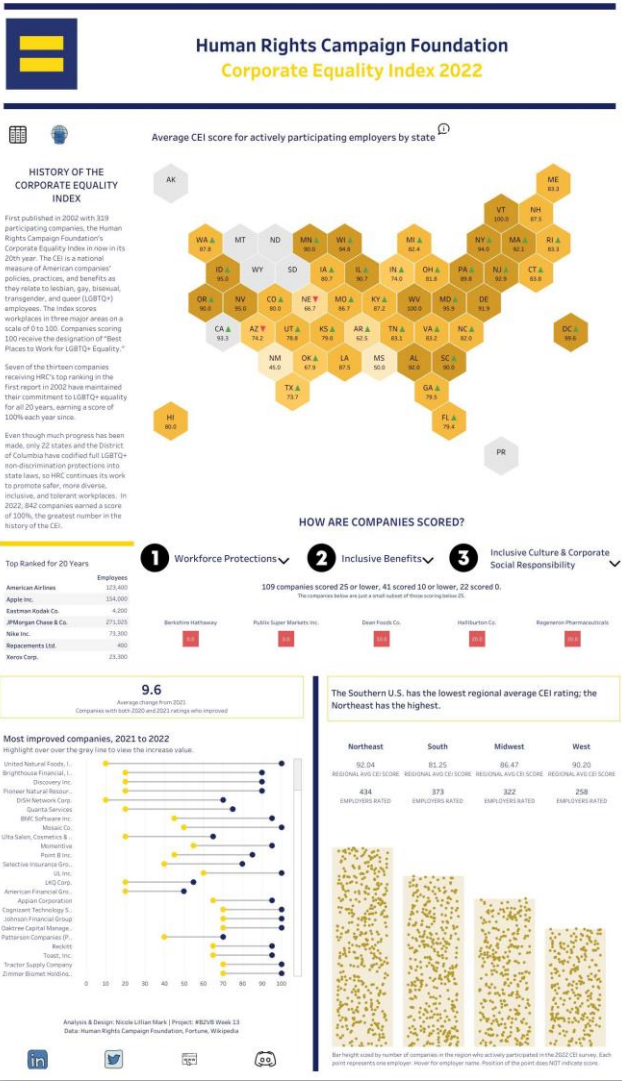 Human Rights Campaign Foundation
Corporate Equality Index 2022
Average CEI score for actively participating employers by state
HISTORY OF THE
CORPORATE EQUALITY
INDEX
First published in 2002 with 319
participating companies, the Human
Rights Campaign Foundation's
Corporate Equality Index now in its
20th year. The CEI is a national
measure of American companies'
policies, practices, and benefits as
they relate to lesbian, gay, bisexual,
transgender, and queer (LGBTQ+)
employees. The index scores
workplaces in three major areas on a
scale of 0 to 100. Companies scoring
100 receive the designation of "Best
Places to Work for LGBTQ+ Equality."
Seven of the thirteen companies
receiving HRC's top ranking in the
first report in 2002 have maintained
their commitment to LGBTQ+ equality
for all 20 years, earning a score of
100% each year since.
Even though much progress has been
made, only 22 states and the District
of Columbia have codified full LGBTQ+
non-discrimination protections into
state laws, so HRC continues its work
to promote safer, more diverse,
inclusive, and tolerant workplaces. In
2022, 842 companies earned a score
of 100%, the greatest number in the
history of the CEI.
AK
ME
83.3
VT
100.0
NH
87.5
WA
87.8
MT
ND
MN
90.0
WI
94.6
MI
82.4
NY
94.0
MA
92.1
RI
83.3
ID
95.0
WY
SD
IA
80.7
IL
90.7
IN
74.0
OH
81.8
PA
89.8
NJ
92.9
CT
83.8
OR
90.0
NV
95.0
CO
80.0
NE
66.7
MO
86.7
KY
87.2
WV
100.0
MD
95.9
DE
91.9
CA
93.3
AZ
74.2
UT
78.8
KS
79.0
AR
62.5
TN
83.1
VA
83.2
NC
82.0
DC
99.6
NM
45.0
OK
67.9
LA
87.5
MS
50.0
AL
92.0
SC
90.0
TX
73.7
GA
79.5
HI
80.0
FL
79.4
PR
HOW ARE COMPANIES SCORED?
1 Workforce Protections
2 Inclusive Benefits
3 Inclusive Culture & Corporate
Social Responsibility
109 companies scored 25 or lower, 41 scored 10 or lower, 22 scored 0.
The companies below are just a small subset of those scoring below 25.
Berkshire Hathaway
Publix Super Markets Inc.
Dean Foods Co.
Halliburton Co.
Regeneron Pharmaceuticals
0.0
0.0
Top Ranked for 20 Years
Employees
American Airlines 123,400
Apple Inc. 154,000
Eastman Kodak Co. 4,200
JPMorgan Chase & Co. 271,025
Nike Inc. 73,300
Repacements Ltd. 400
Xerox Corp. 23,300
9.6
Average change from 2021
Companies with both 2020 and 2021 ratings who improved
Most improved companies, 2021 to 2022
Highlight over over the grey line to view the increase value.
United Natural Foods, I..
Brighthouse Financial, I..
Discovery Inc.
Pioneer Natural Resour..
DISH Network Corp.
Quanta Services
BMC Software Inc.
Mosaic Co.
Ulta Salon, Cosmetics & ..
Momentive
Point B Inc.
Selective Insurance Gro..
UL Inc.
LKQ Corp.
American Financial Gro..
Appian Corporation
Cognizant Technology S..
Johnson Financial Group
Oaktree Capital Manage..
Patterson Companies (P..
Reckitt
Toast, Inc.
Tractor Supply Company
Zimmer Biomet Holding..
0 10 20 30 40 50 60 70 80 90 100
Analysis & Design: Nicole Lillian Mark | Project: #B2VB Week 13
Data: Human Rights Campaign Foundation, Fortune, Wikipedia
in
The Southern U.S. has the lowest regional average CEI rating; the
Northeast has the highest.
Northeast South Midwest West
92.04 81.25 86.47 90.20
REGIONAL AVG CEI SCORE REGIONAL AVG CEI SCORE REGIONAL AVG CEI SCORE REGIONAL AVG CEI SCORE
434 373 322 258
EMPLOYERS RATED EMPLOYERS RATED EMPLOYERS RATED EMPLOYERS RATED
Bar height sized by number of companies in the region who actively participated in the 2022 CEI survey. Each
point represents one employer. Hover for employer name. Position of the point does NOT indicate score.